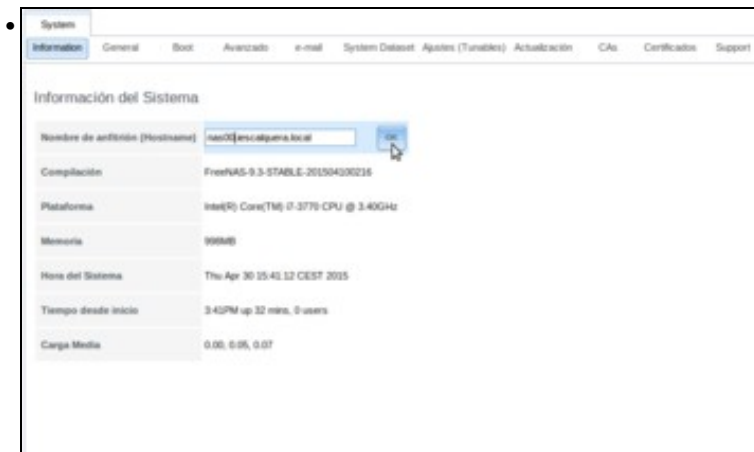 System
Information General Boot Avanzado e-mail System Dataset Ajustes (Tunables) Actualización CAs Certificados Support
Información del Sistema
Nombre de anfitrión (Hostname) nas00.iescalquera.local OK
Compilación FreeNAS-9.3-STABLE-201504100216
Plataforma Intel(R) Core(TM) i7-3770 CPU @ 3.40GHz
Memoria 998MB
Hora del Sistema Thu Apr 30 15:41:12 CEST 2015
Tiempo desde inicio 3:41PM up 32 mins, 0 users
Carga Media 0.00, 0.05, 0.07